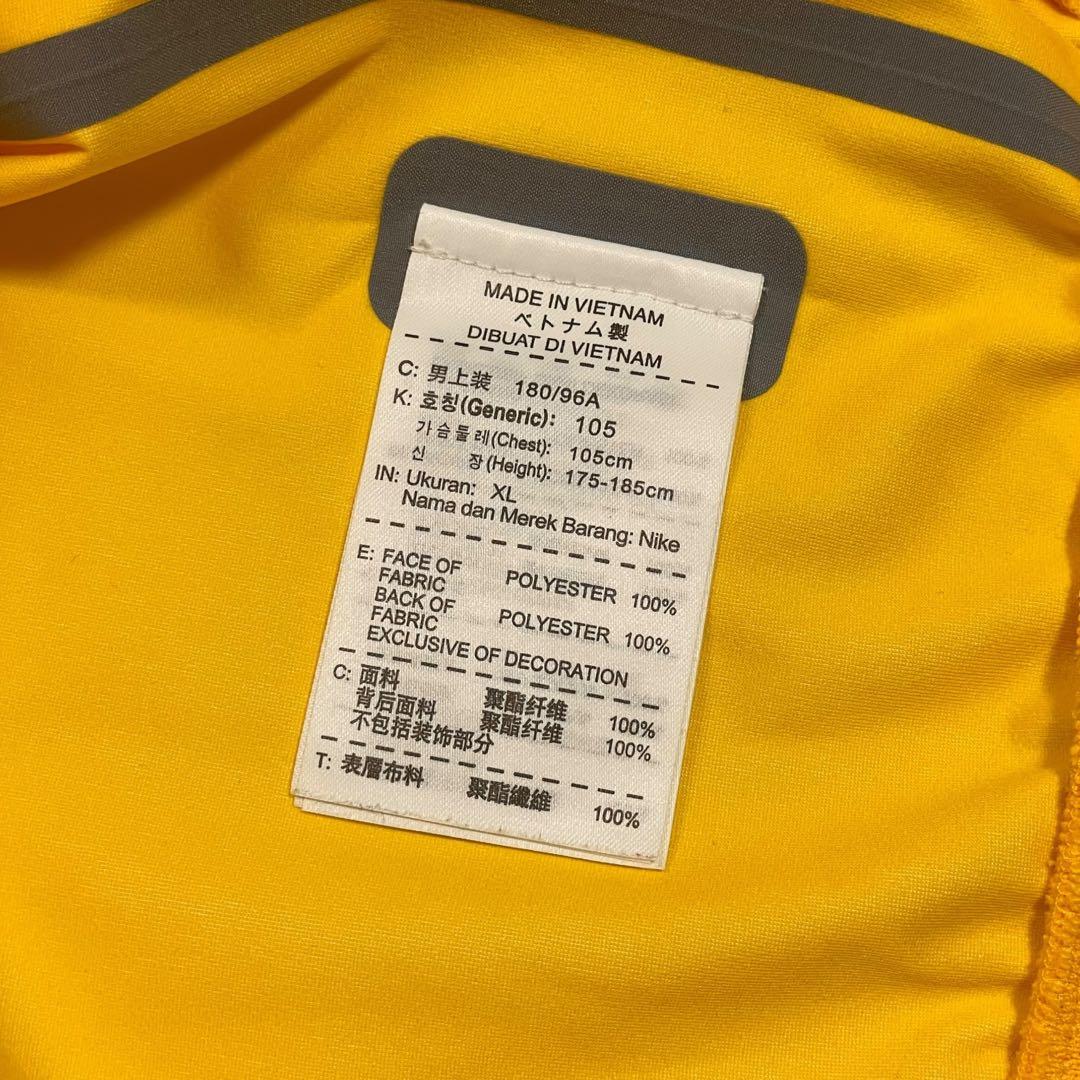 MADE IN VIETNAM
ベトナム製
DIBUAT DI VIETNAM
C: 男上装 180/96A
K: 호칭(Generic): 105
가슴둘레(Chest): 105cm
신 장(Height): 175-185cm
IN: Ukuran: XL
Nama dan Merek Barang: Nike
E: FACE OF
FABRIC POLYESTER 100%
BACK OF
FABRIC POLYESTER 100%
EXCLUSIVE OF DECORATION
C: 面料 聚酯纤维 100%
背后面料 聚酯纤维 100%
不包括装饰部分
T: 表層布料 聚酯纖維 100%